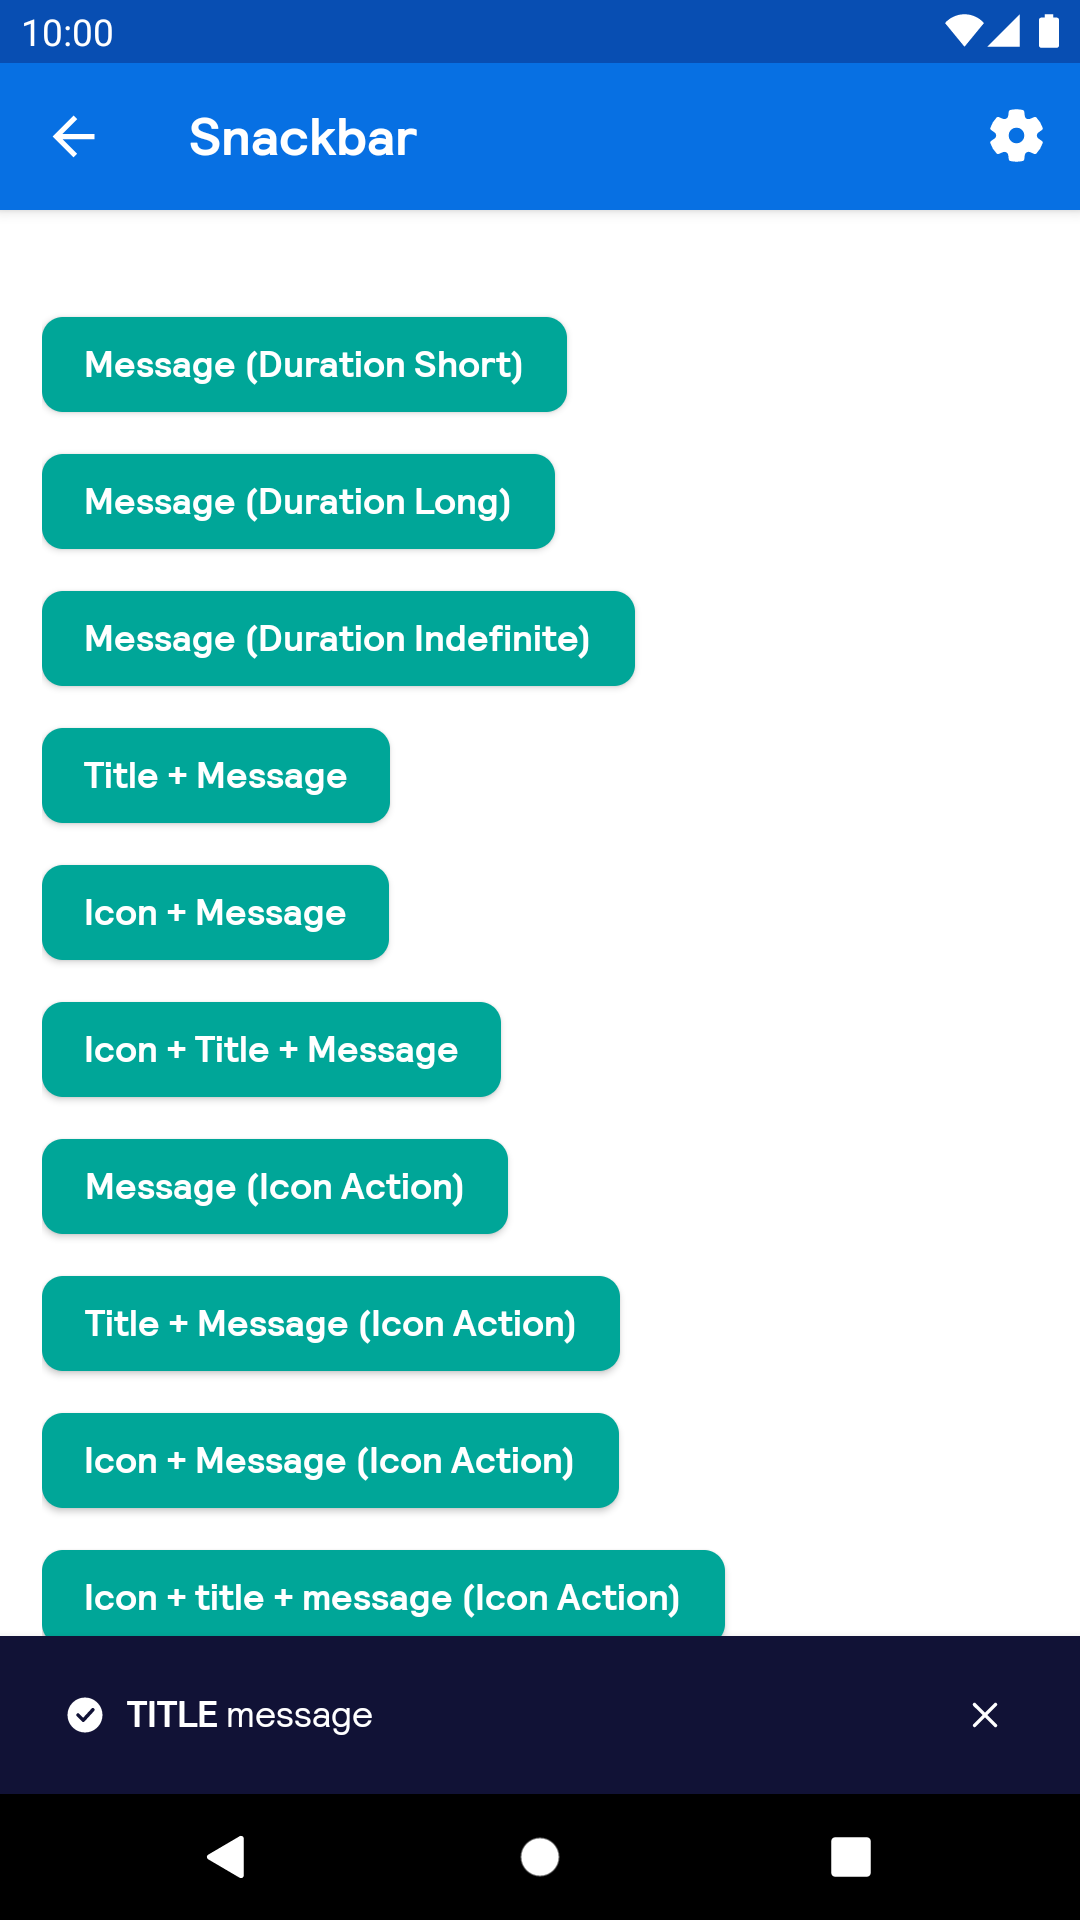 10:00
Snackbar
Message (Duration Short)
Message (Duration Long)
Message (Duration Indefinite)
Title + Message
Icon + Message
Icon + Title + Message
Message (Icon Action)
Title + Message (Icon Action)
Icon + Message (Icon Action)
Icon + title + message (Icon Action)
TITLE message